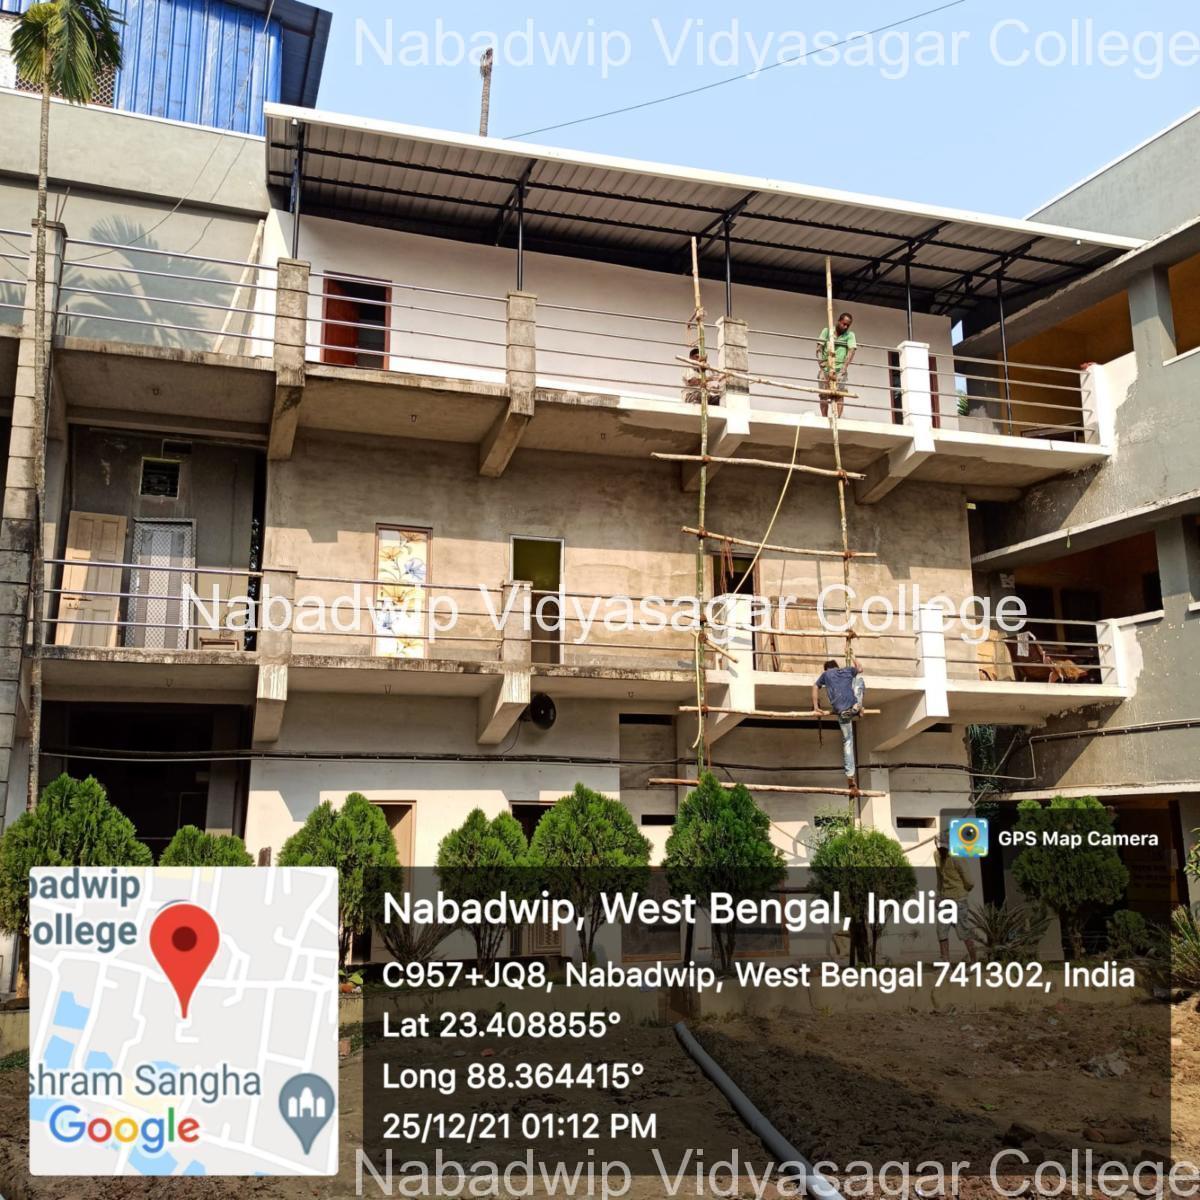 Nabadwip Vidyasagar College
Nabadwip Vidyasagar College
GPS Map Camera
badwip
ollege
shram Sangha
Google
Nabadwip, West Bengal, India
C957+JQ8, Nabadwip, West Bengal 741302, India
Lat 23.408855°
Long 88.364415°
25/12/21 01:12 PM
Nabadwip Vidyasagar College